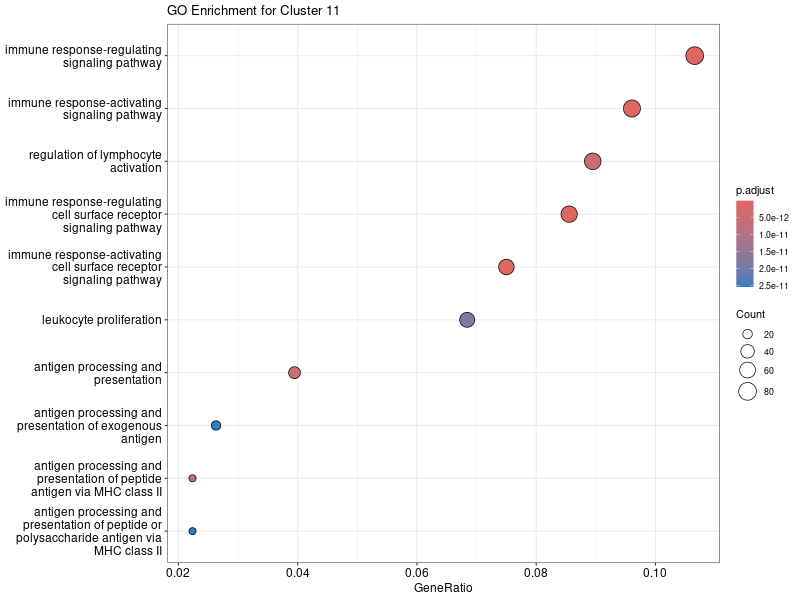 GO Enrichment for Cluster 11
immune response-regulating
signaling pathway
immune response-activating
signaling pathway
regulation of lymphocyte
activation
immune response-regulating
cell surface receptor
signaling pathway
immune response-activating
cell surface receptor
signaling pathway
leukocyte proliferation
antigen processing and
presentation
antigen processing and
presentation of exogenous
antigen
antigen processing and
presentation of peptide
antigen via MHC class II
antigen processing and
presentation of peptide or
polysaccharide antigen via
MHC class II
0.02 0.04 0.06 0.08 0.10
GeneRatio
p.adjust
5.0e-12
1.0e-11
1.5e-11
2.0e-11
2.5e-11
Count
20
40
60
80